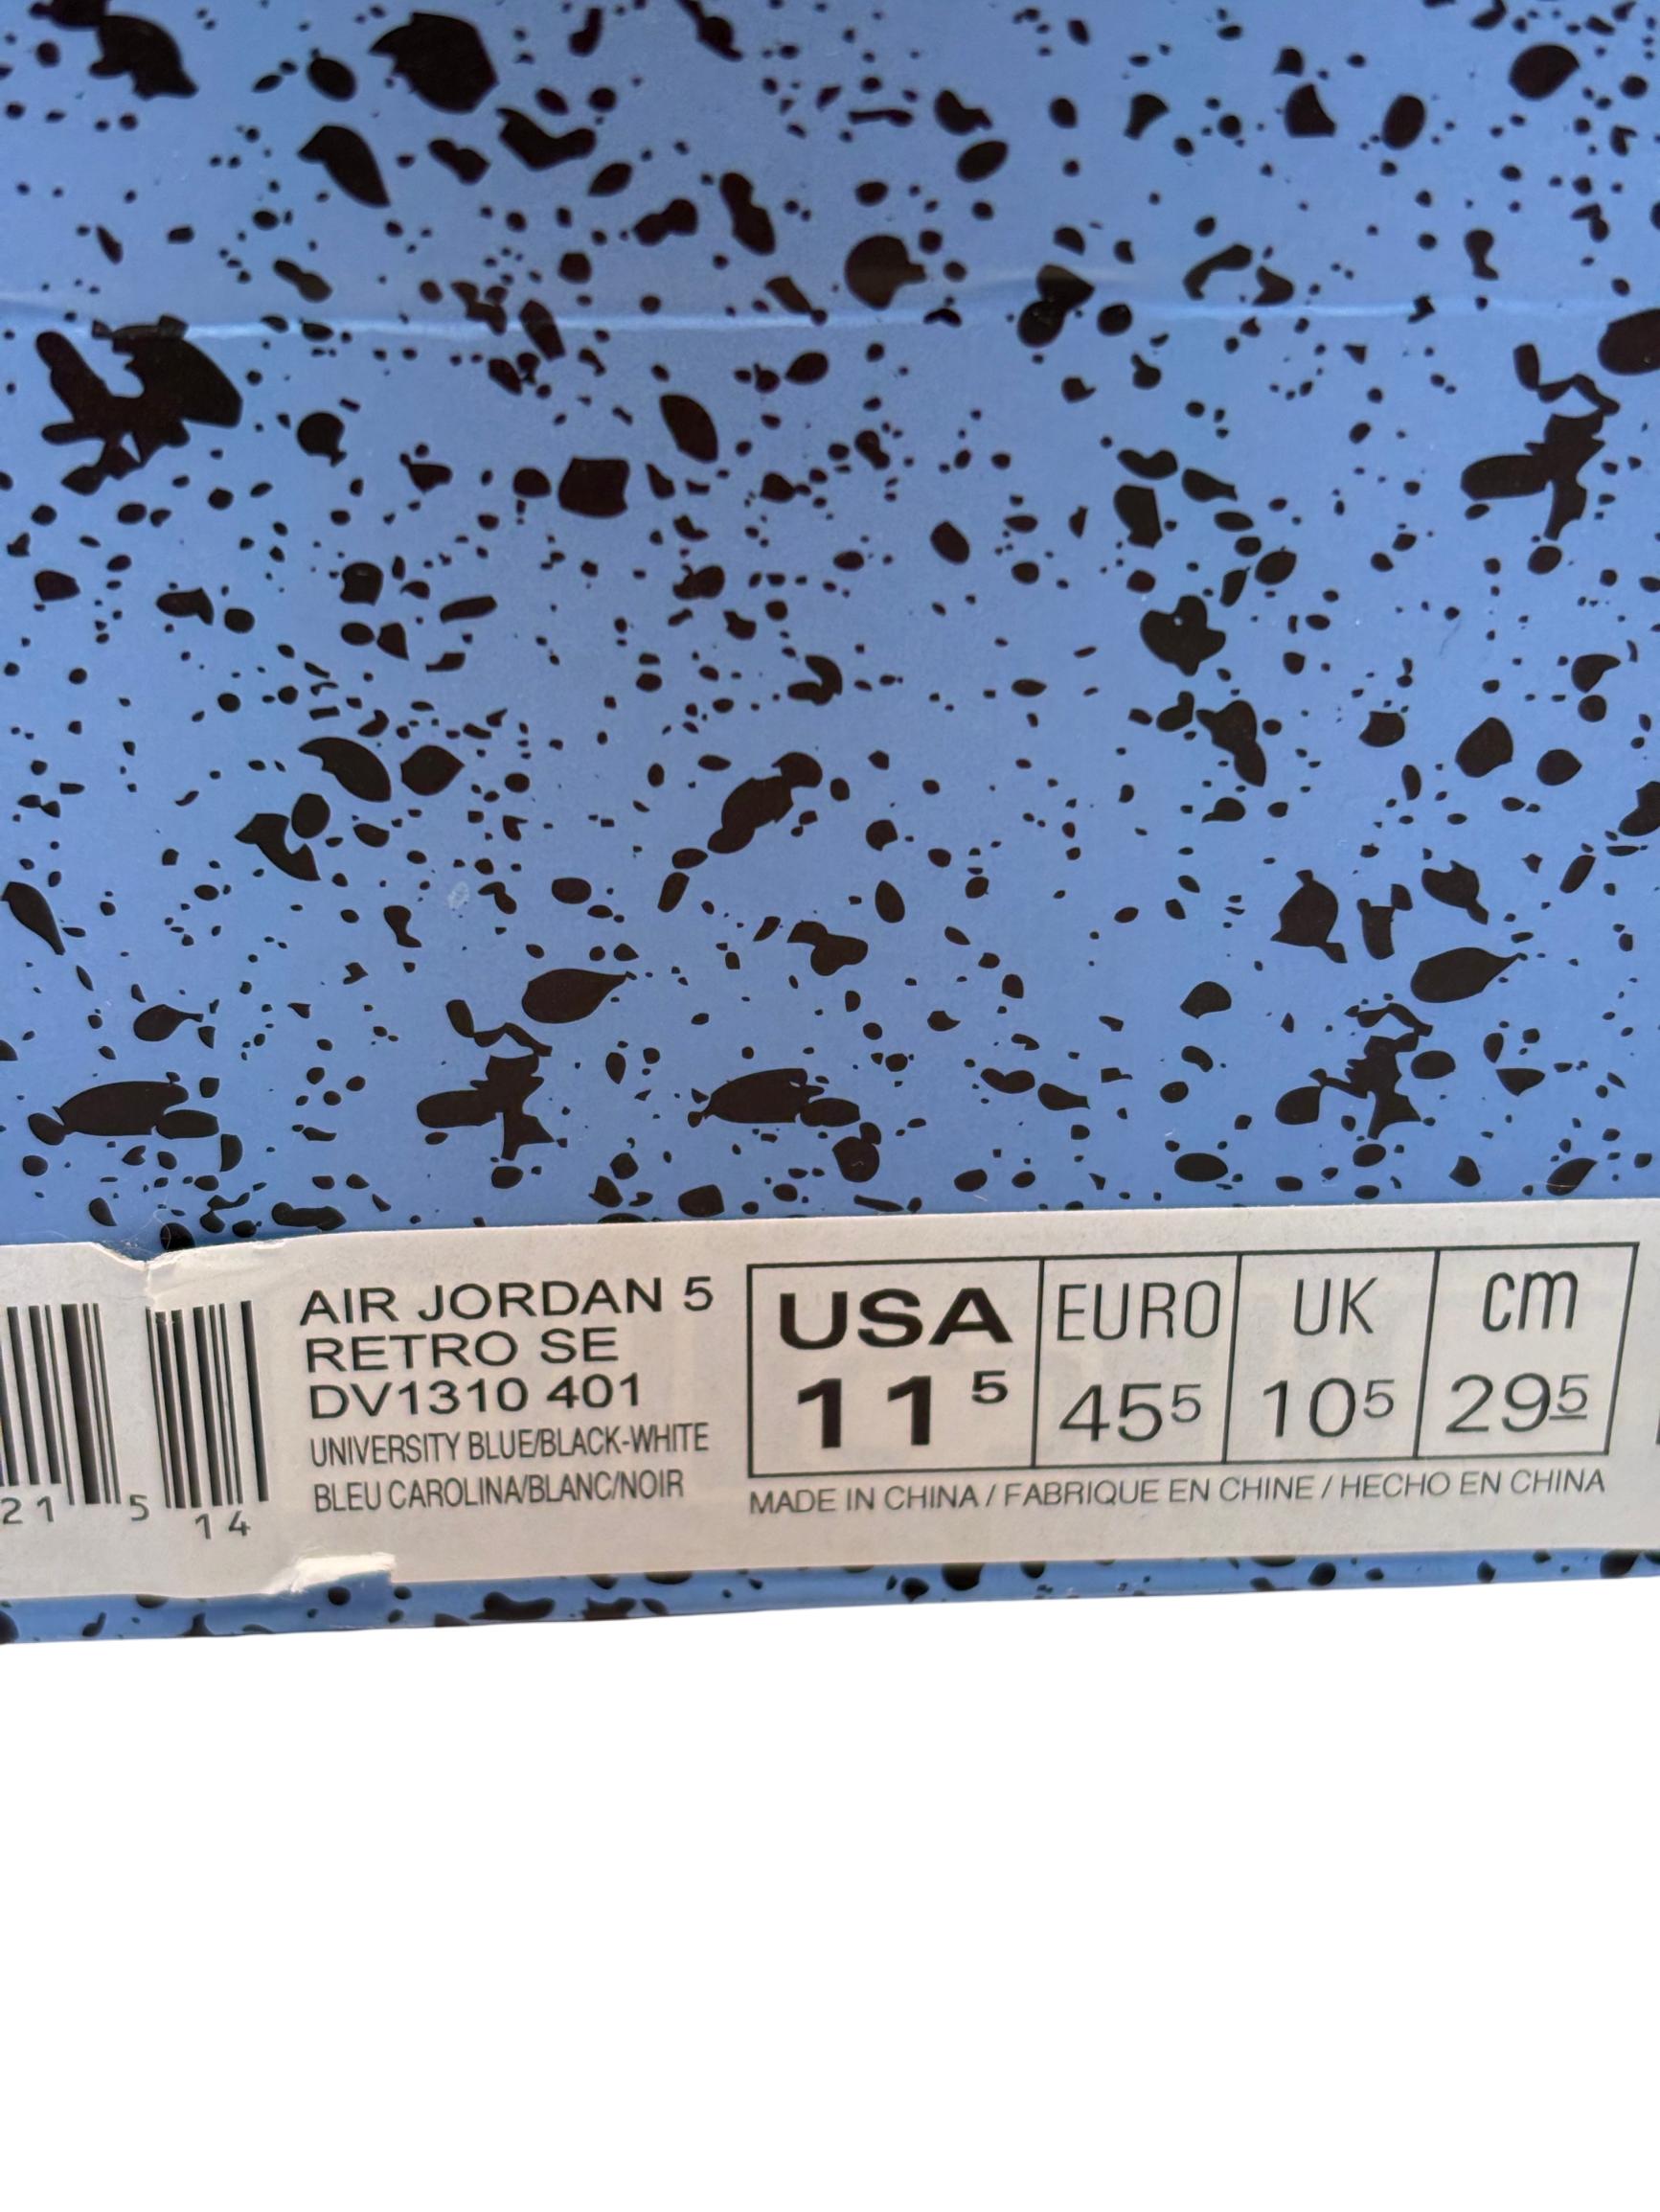 AIR JORDAN 5
RETRO SE
DV1310 401
UNIVERSITY BLUE/BLACK-WHITE
BLEU CAROLINA/BLANC/NOIR
USA EURO UK cm
11 5 45 5 10 5 29 5
MADE IN CHINA / FABRIQUE EN CHINE / HECHO EN CHINA
21 5 14